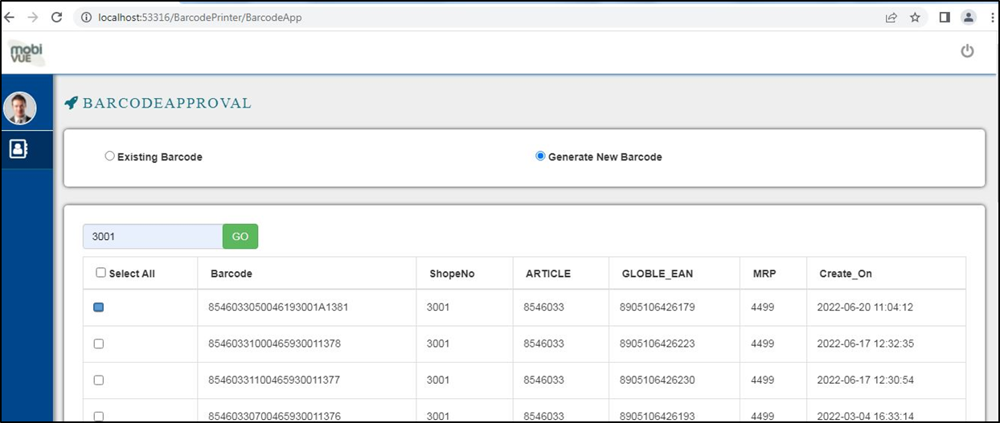 localhost:53316/BarcodePrinter/BarcodeApp
mobi
VUE
BARCODEAPPROVAL
Existing Barcode Generate New Barcode
3001 GO
Select All Barcode ShopeNo ARTICLE GLOBLE_EAN MRP Create_On
8546033050046193001A1381 3001 8546033 8905106426179 4499 2022-06-20 11:04:12
85460331000465930011378 3001 8546033 8905106426223 4499 2022-06-17 12:32:35
85460331100465930011377 3001 8546033 8905106426230 4499 2022-06-17 12:30:54
85460330700465930011376 3001 8546033 8905106426193 4499 2022-03-04 16:33:14